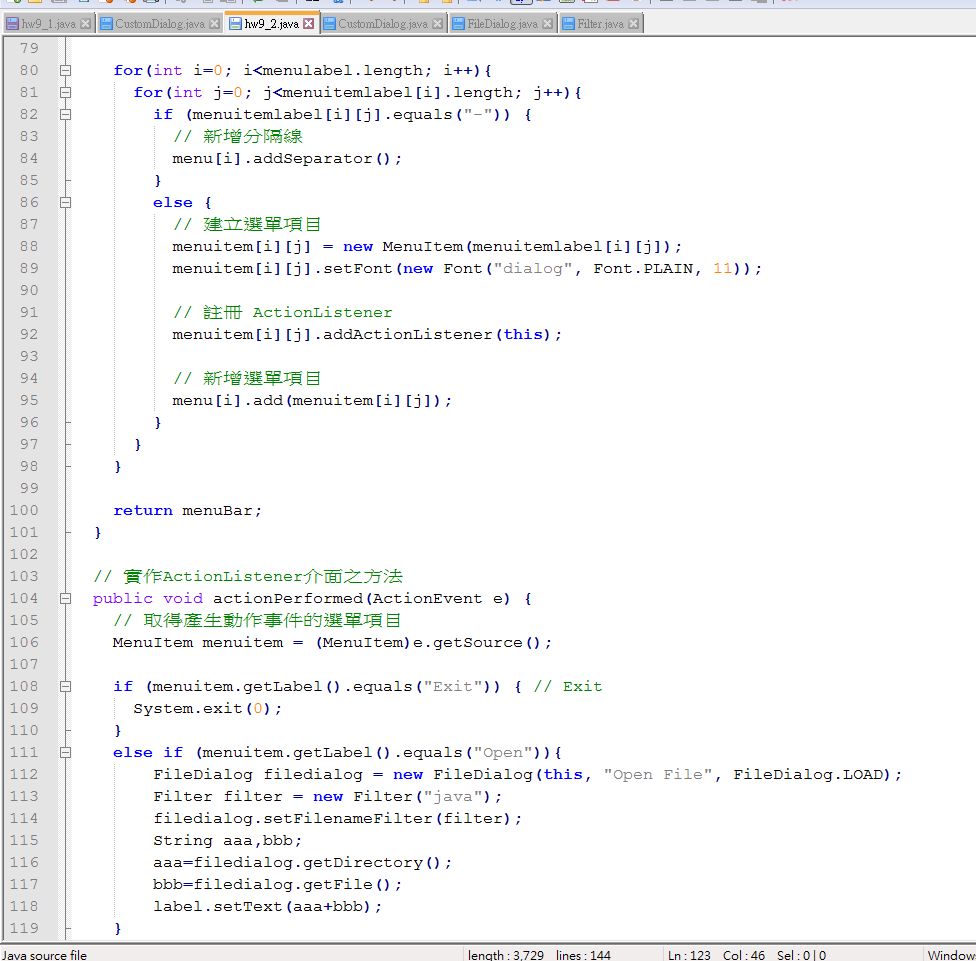 hw9_1.java CustomDialog.java hw9_2.java CustomDialog.java FileDialog.java Filter.java
79
80 for(int i=0; i<menulabel.length; i++){
81 for(int j=0; j<menuitemlabel[i].length; j++){
82 if (menuitemlabel[i][j].equals("-")) {
83 // 新增分隔線
84 menu[i].addSeparator();
85 }
86 else {
87 // 建立選單項目
88 menuitem[i][j] = new MenuItem(menuitemlabel[i][j]);
89 menuitem[i][j].setFont(new Font("dialog", Font.PLAIN, 11));
90
91 // 註冊 ActionListener
92 menuitem[i][j].addActionListener(this);
93
94 // 新增選單項目
95 menu[i].add(menuitem[i][j]);
96 }
97 }
98 }
99
100 return menuBar;
101 }
102
103 // 實作ActionListener介面之方法
104 public void actionPerformed(ActionEvent e) {
105 // 取得產生動作事件的選單項目
106 MenuItem menuitem = (MenuItem)e.getSource();
107
108 if (menuitem.getLabel().equals("Exit")) { // Exit
109 System.exit(0);
110 }
111 else if (menuitem.getLabel().equals("Open")){
112 FileDialog filedialog = new FileDialog(this, "Open File", FileDialog.LOAD);
113 Filter filter = new Filter("java");
114 filedialog.setFilenameFilter(filter);
115 String aaa,bbb;
116 aaa=filedialog.getDirectory();
117 bbb=filedialog.getFile();
118 label.setText(aaa+bbb);
119 }
Java source file length : 3,729 lines : 144 Ln : 123 Col : 46 Sel : 0 | 0 Window